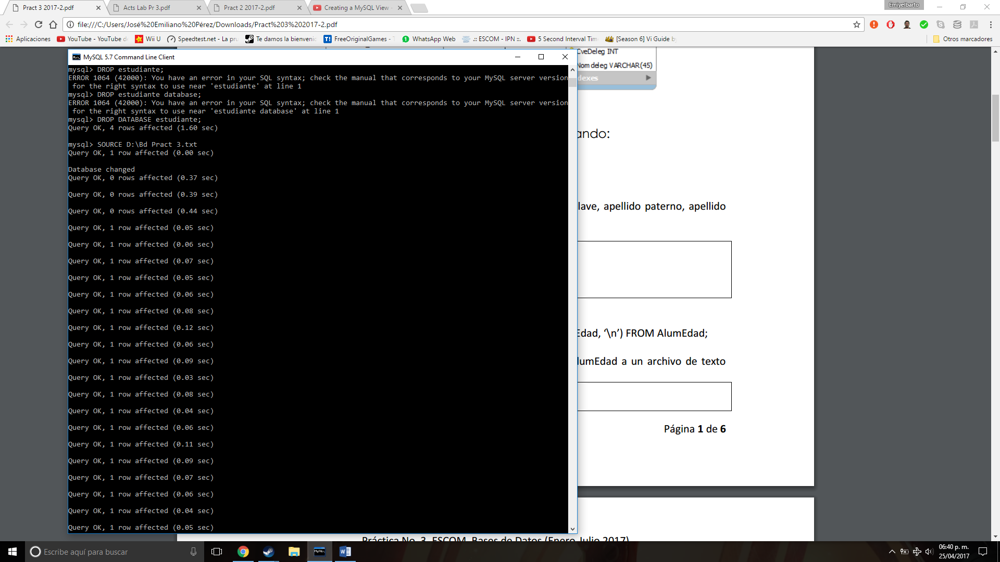 Pract 3 2017-2.pdf
Acts Lab Pr 3.pdf
Pract 2 2017-2.pdf
Creating a MySQL View -
Emiyelbarto
file:///C:/Users/José%20Emiliano%20Pérez/Downloads/Pract%203%202017-2.pdf
Aplicaciones
YouTube - YouTube de
Wii U
Speedtest.net - La pru
Te damos la bienvenid
FreeOriginalGames -
WhatsApp Web
.:: ESCOM - IPN ::.
5 Second Interval Tim
[Season 6] Vi Guide b
Otros marcadores
CveDeleg INT
Nomdeleg VARCHAR(45)
dexes
MySQL 5.7 Command Line Client
mysql> DROP estudiante;
ERROR 1064 (42000): You have an error in your SQL syntax; check the manual that corresponds to your MySQL server version
for the right syntax to use near 'estudiante' at line 1
mysql> DROP estudiante database;
ERROR 1064 (42000): You have an error in your SQL syntax; check the manual that corresponds to your MySQL server version
for the right syntax to use near 'estudiante database' at line 1
mysql> DROP DATABASE estudiante;
Query OK, 4 rows affected (1.60 sec)
mysql> SOURCE D:\Bd Pract 3.txt
Query OK, 1 row affected (0.00 sec)
Database changed
Query OK, 0 rows affected (0.37 sec)
Query OK, 0 rows affected (0.39 sec)
Query OK, 0 rows affected (0.44 sec)
Query OK, 1 row affected (0.05 sec)
Query OK, 1 row affected (0.06 sec)
Query OK, 1 row affected (0.07 sec)
Query OK, 1 row affected (0.05 sec)
Query OK, 1 row affected (0.06 sec)
Query OK, 1 row affected (0.08 sec)
Query OK, 1 row affected (0.12 sec)
Query OK, 1 row affected (0.06 sec)
Query OK, 1 row affected (0.09 sec)
Query OK, 1 row affected (0.03 sec)
Query OK, 1 row affected (0.08 sec)
Query OK, 1 row affected (0.04 sec)
Query OK, 1 row affected (0.06 sec)
Query OK, 1 row affected (0.11 sec)
Query OK, 1 row affected (0.09 sec)
Query OK, 1 row affected (0.07 sec)
Query OK, 1 row affected (0.06 sec)
Query OK, 1 row affected (0.04 sec)
Query OK, 1 row affected (0.05 sec)
ando:
lave, apellido paterno, apellido
Edad, ‘\n’) FROM AlumEdad;
lumEdad a un archivo de texto
Página 1 de 6
Práctica No. 3, ESCOM, Bases de Datos (Enero-Julio 2017)
Escribe aquí para buscar
06:40 p. m.
25/04/2017